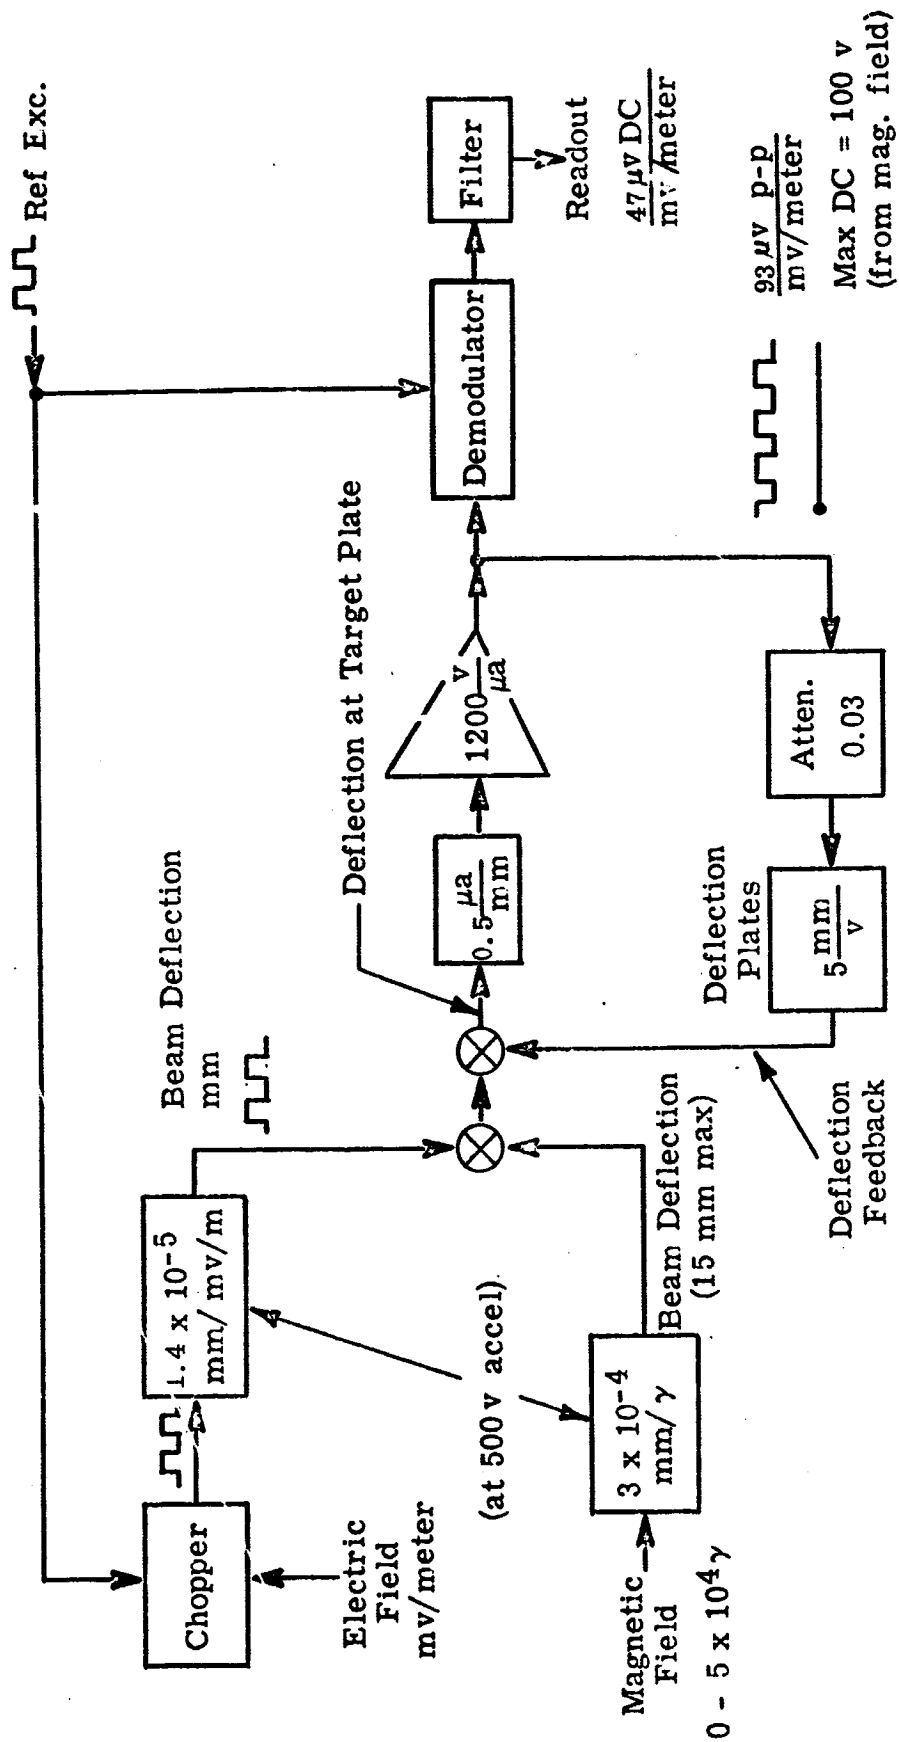 Ref Exc.
Chopper
Electric
Field
mv/meter
1.4 x 10-5
mm/mv/m
Beam Deflection
mm
(at 500 v accel)
Magnetic
Field
0 - 5 x 10⁴ γ
3 x 10-4
mm/γ
Beam Deflection
(15 mm max)
Deflection at Target Plate
0.5 μa
mm
1200 v
μa
Demodulator
Filter
Readout
47 μv DC
mv/meter
Deflection
Feedback
Deflection
Plates
5 mm
v
Atten.
0.03
93 μv p-p
mv/meter
Max DC = 100 v
(from mag. field)